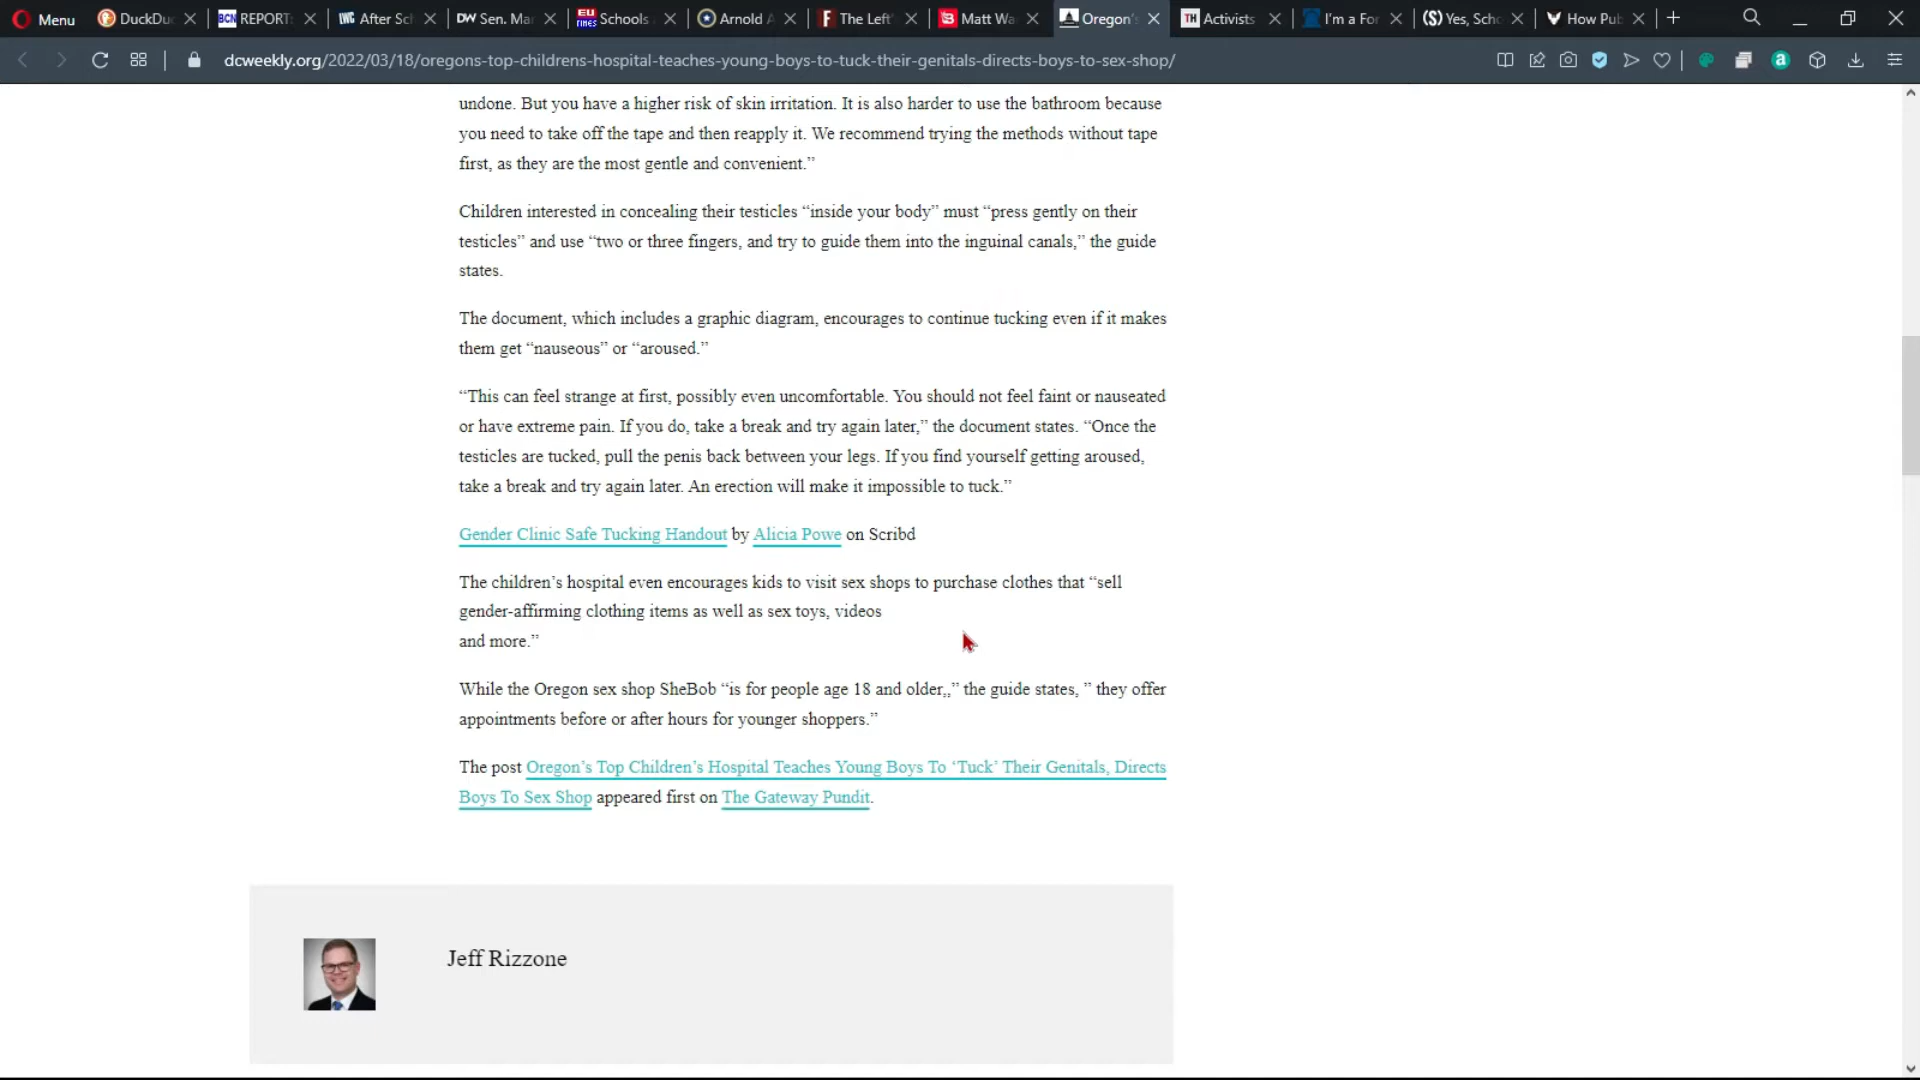 Menu
DuckDu
BCN REPORT:
IWC After Sch
DW Sen. Mar
EU TIMES Schools
Arnold A
F The Left'
B Matt Wa
Oregon's
TH Activists
I'm a For
(S) Yes, Scho
How Pub
dcweekly.org/2022/03/18/oregons-top-childrens-hospital-teaches-young-boys-to-tuck-their-genitals-directs-boys-to-sex-shop/
undone. But you have a higher risk of skin irritation. It is also harder to use the bathroom because
you need to take off the tape and then reapply it. We recommend trying the methods without tape
first, as they are the most gentle and convenient.”
Children interested in concealing their testicles “inside your body” must “press gently on their
testicles” and use “two or three fingers, and try to guide them into the inguinal canals,” the guide
states.
The document, which includes a graphic diagram, encourages to continue tucking even if it makes
them get “nauseous” or “aroused.”
“This can feel strange at first, possibly even uncomfortable. You should not feel faint or nauseated
or have extreme pain. If you do, take a break and try again later,” the document states. “Once the
testicles are tucked, pull the penis back between your legs. If you find yourself getting aroused,
take a break and try again later. An erection will make it impossible to tuck.”
Gender Clinic Safe Tucking Handout by Alicia Powe on Scribd
The children’s hospital even encourages kids to visit sex shops to purchase clothes that “sell
gender-affirming clothing items as well as sex toys, videos
and more.”
While the Oregon sex shop SheBob “is for people age 18 and older,,” the guide states, ” they offer
appointments before or after hours for younger shoppers.”
The post Oregon’s Top Children’s Hospital Teaches Young Boys To ‘Tuck’ Their Genitals, Directs
Boys To Sex Shop appeared first on The Gateway Pundit.
Jeff Rizzone